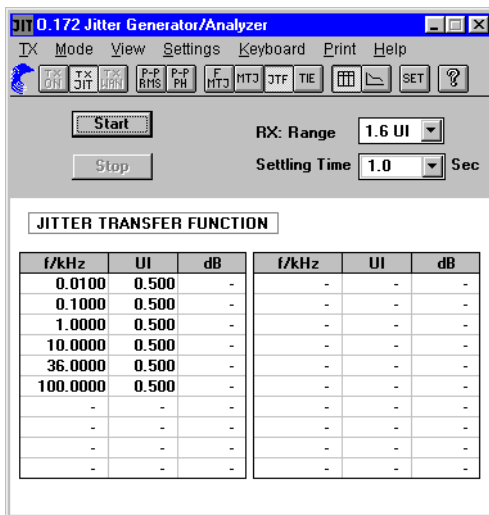 JIT 0.172 Jitter Generator/Analyzer
TX Mode View Settings Keyboard Print Help
TX ON TX JIT TX WAN P-P RMS P-P PH F MTJ MTJ JTF TIE SET ?
Start
RX: Range 1.6 UI
Stop
Settling Time 1.0 Sec
JITTER TRANSFER FUNCTION
f/kHz UI dB f/kHz UI dB
0.0100 0.500 - - - -
0.1000 0.500 - - - -
1.0000 0.500 - - - -
10.0000 0.500 - - - -
36.0000 0.500 - - - -
100.0000 0.500 - - - -
- - - - - -
- - - - - -
- - - - - -
- - - - - -